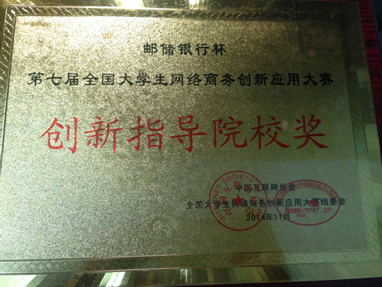 邮储银行杯
第七届全国大学生网络商务创新应用大赛
创新指导院校奖
中国互联网协会
全国大学生网络商务创新应用大赛组委会
2014年11月